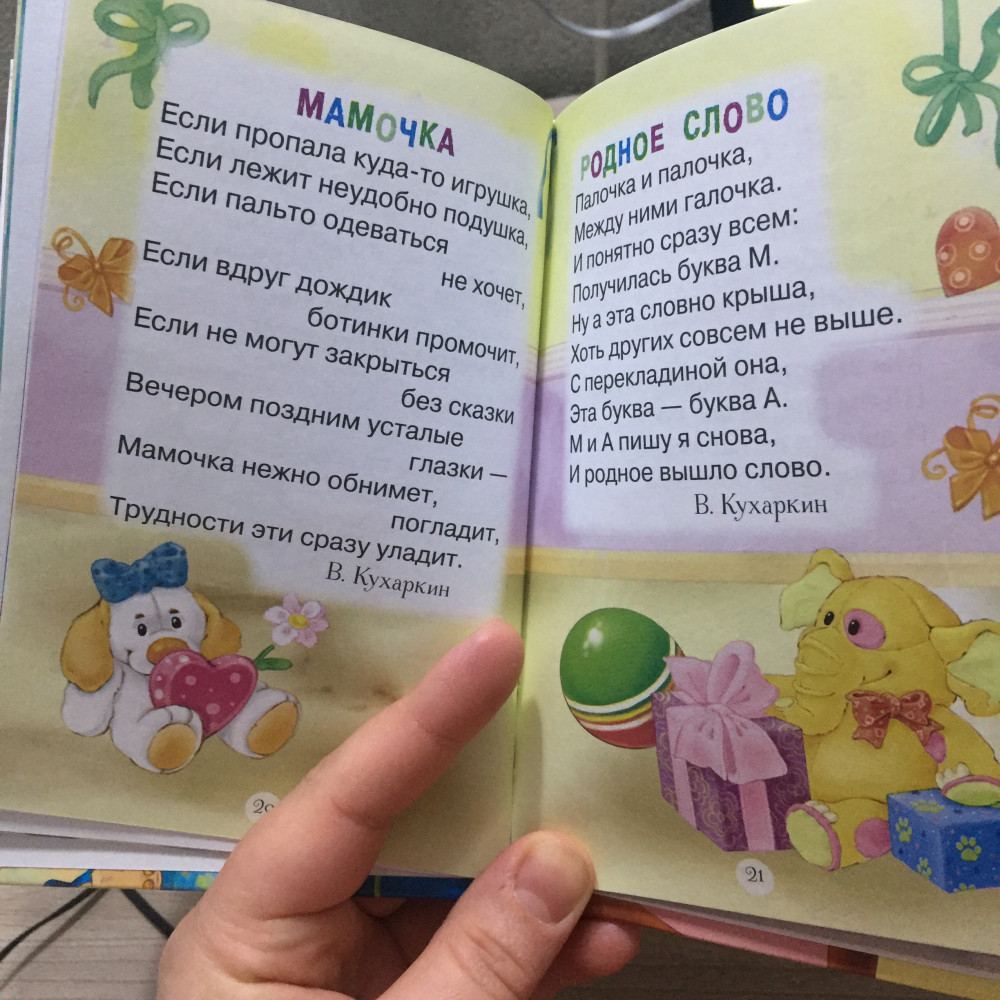 МАМОЧКА
Если пропала куда-то игрушка,
Если лежит неудобно подушка,
Если пальто одеваться
не хочет,
Если вдруг дождик
ботинки промочит,
Если не могут закрыться
без сказки
Вечером поздним усталые
глазки —
Мамочка нежно обнимет,
погладит,
Трудности эти сразу уладит.
В. Кухаркин
РОДНОЕ СЛОВО
Палочка и палочка,
Между ними галочка.
И понятно сразу всем:
Получилась буква М.
Ну а эта словно крыша,
Хоть других совсем не выше.
С перекладиной она,
Эта буква — буква А.
М и А пишу я снова,
И родное вышло слово.
В. Кухаркин
21